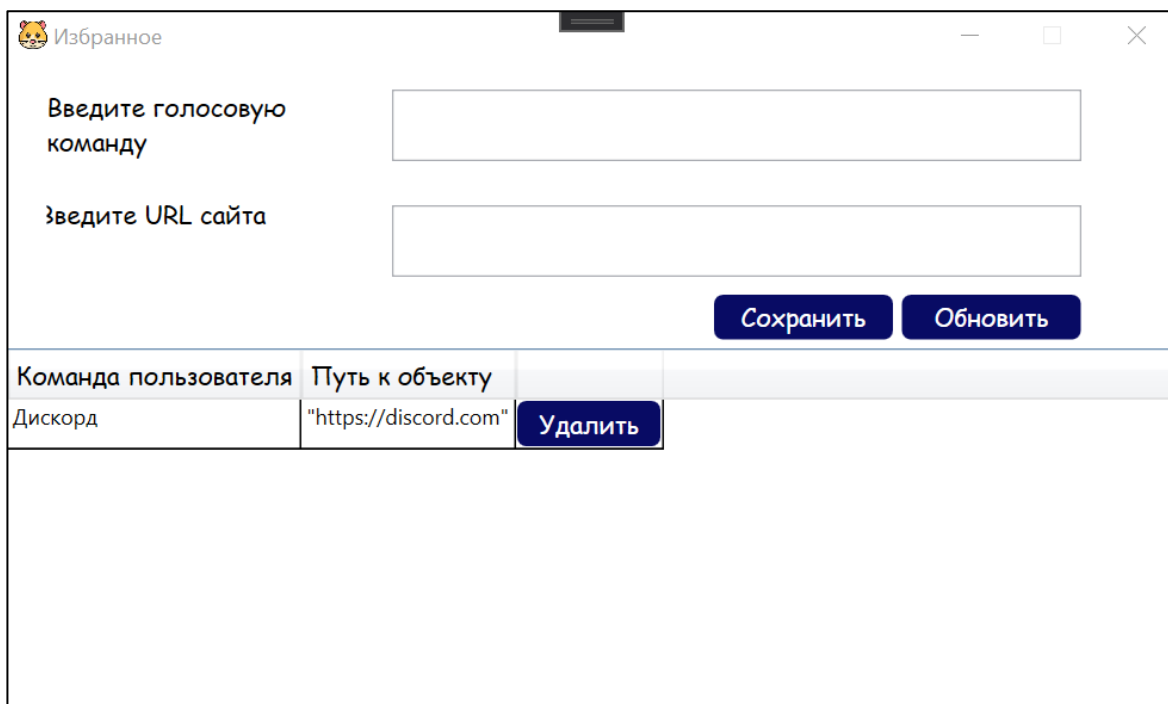 Избранное
Введите голосовую
команду
Введите URL сайта
Сохранить Обновить
Команда пользователя Путь к объекту
Дискорд "https://discord.com" Удалить